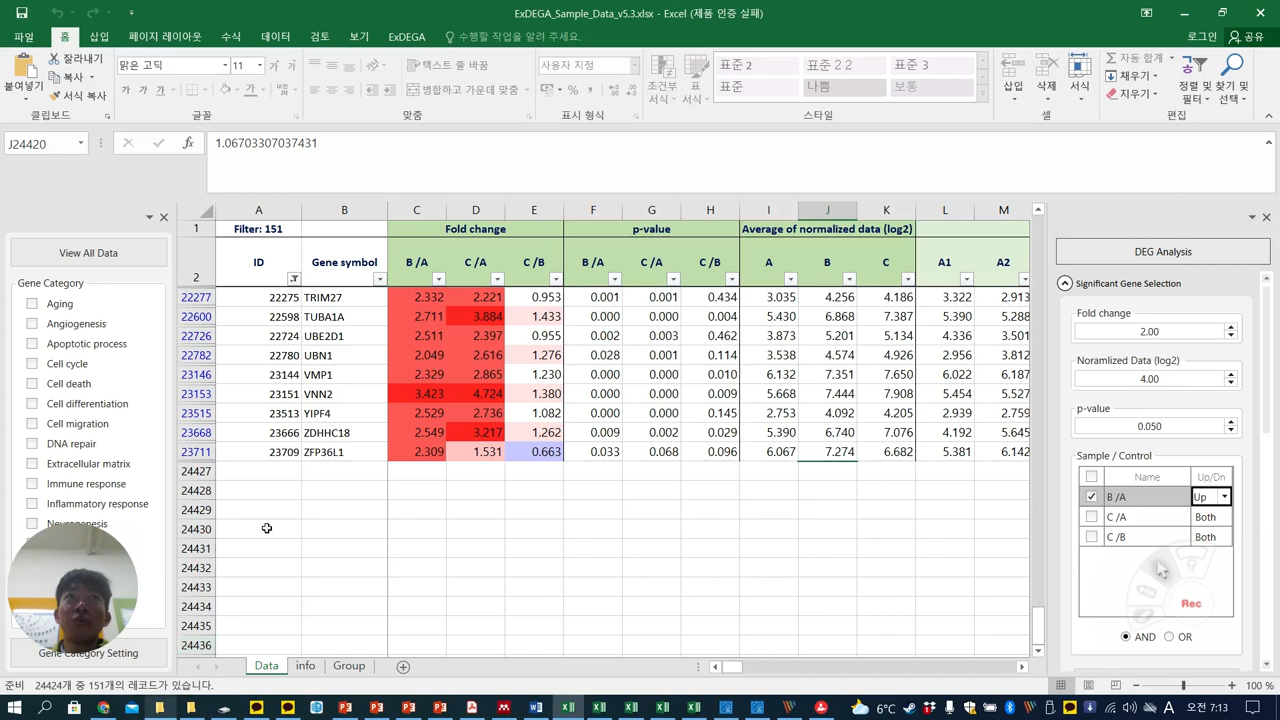 ExDEGA_Sample_Data_v5.3.xlsx - Excel (제품 인증 실패)
파일 홈 삽입 페이지 레이아웃 수식 데이터 검토 보기 ExDEGA 수행할 작업을 알려 주세요. 로그인 공유
붙여넣기 잘라내기 복사 서식 복사
맑은 고딕 11
텍스트 줄 바꿈
병합하고 가운데 맞춤
사용자 지정
조건부 서식 표 서식
표준 2 표준 2 2 표준 3
표준 나쁨 보통
삽입 삭제 서식
자동 합계 채우기 지우기
정렬 및 필터 찾기 및 선택
클립보드 글꼴 맞춤 표시 형식 스타일 셀 편집
J24420 fx 1.06703307037431
View All Data
Gene Category
Aging
Angiogenesis
Apoptotic process
Cell cycle
Cell death
Cell differentiation
Cell migration
DNA repair
Extracellular matrix
Immune response
Inflammatory response
Neurogenesis
Gene Category Setting
A B C D E F G H I J K L M
1 Filter: 151 Fold change p-value Average of normalized data (log2)
2 ID Gene symbol B /A C /A C /B B /A C /A C /B A B C A1 A2
22277 22275 TRIM27 2.332 2.221 0.953 0.001 0.001 0.434 3.035 4.256 4.186 3.322 2.913
22600 22598 TUBA1A 2.711 3.884 1.433 0.000 0.000 0.004 5.430 6.868 7.387 5.390 5.288
22726 22724 UBE2D1 2.511 2.397 0.955 0.002 0.003 0.462 3.873 5.201 5.134 4.336 3.501
22782 22780 UBN1 2.049 2.616 1.276 0.028 0.001 0.114 3.538 4.574 4.926 2.956 3.812
23146 23144 VMP1 2.329 2.865 1.230 0.000 0.000 0.010 6.132 7.351 7.650 6.022 6.187
23153 23151 VNN2 3.423 4.724 1.380 0.000 0.000 0.009 5.668 7.444 7.908 5.454 5.527
23515 23513 YIPF4 2.529 2.736 1.082 0.000 0.000 0.145 2.753 4.092 4.205 2.939 2.759
23668 23666 ZDHHC18 2.549 3.217 1.262 0.009 0.002 0.029 5.390 6.740 7.076 4.192 5.645
23711 23709 ZFP36L1 2.309 1.531 0.663 0.033 0.068 0.096 6.067 7.274 6.682 5.381 6.142
24427
24428
24429
24430
24431
24432
24433
24434
24435
24436
DEG Analysis
Significant Gene Selection
Fold change
2.00
Noramlized Data (log2)
4.00
p-value
0.050
Sample / Control
Name Up/Dn
B /A Up
C /A Both
C /B Both
Rec
AND OR
Data info Group
준비 24424개 중 151개의 레코드가 있습니다. 100 %
6°C A 오전 7:13